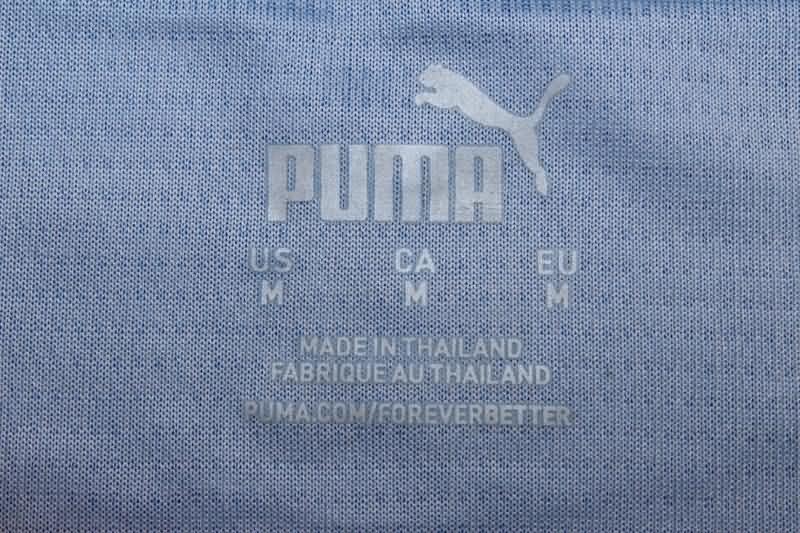 PUMA
US CA EU
M M M
MADE IN THAILAND
FABRIQUE AU THAILAND
PUMA.COM/FOREVERBETTER